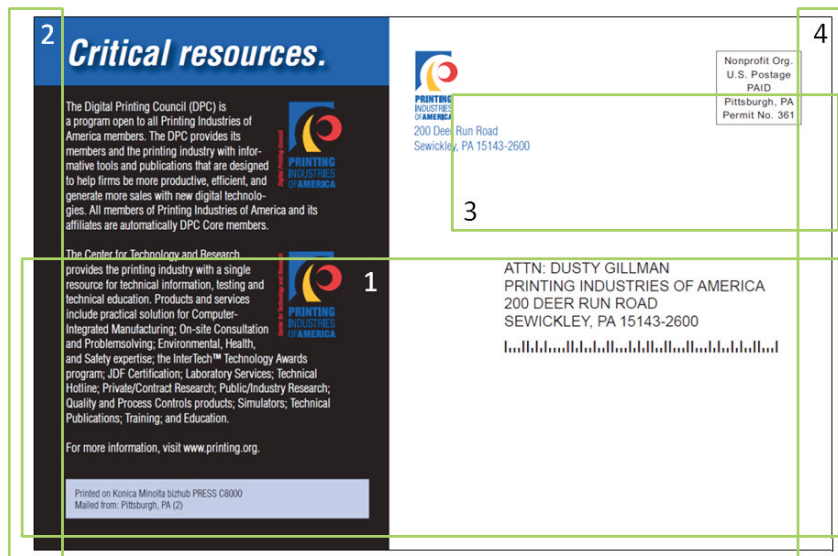 2
4
Critical resources.
The Digital Printing Council (DPC) is
a program open to all Printing Industries of
America members. The DPC provides its
members and the printing industry with infor-
mative tools and publications that are designed
to help firms be more productive, efficient, and
generate more sales with new digital technolo-
gies. All members of Printing Industries of America and its
affiliates are automatically DPC Core members.
Digital Printing Council
PRINTING
INDUSTRIES
OF AMERICA
The Center for Technology and Research
provides the printing industry with a single
resource for technical information, testing and
technical education. Products and services
include practical solution for Computer-
Integrated Manufacturing; On-site Consultation
and Problemsolving; Environmental, Health,
and Safety expertise; the InterTech™ Technology Awards
program; JDF Certification; Laboratory Services; Technical
Hotline; Private/Contract Research; Public/Industry Research;
Quality and Process Controls products; Simulators; Technical
Publications; Training; and Education.
Center for Technology and Research
PRINTING
INDUSTRIES
OF AMERICA
1
For more information, visit www.printing.org.
Printed on Konica Minolta bizhub PRESS C8000
Mailed from: Pittsburgh, PA (2)
PRINTING
INDUSTRIES
OF AMERICA
200 Deer Run Road
Sewickley, PA 15143-2600
Nonprofit Org.
U.S. Postage
PAID
Pittsburgh, PA
Permit No. 361
3
ATTN: DUSTY GILLMAN
PRINTING INDUSTRIES OF AMERICA
200 DEER RUN ROAD
SEWICKLEY, PA 15143-2600